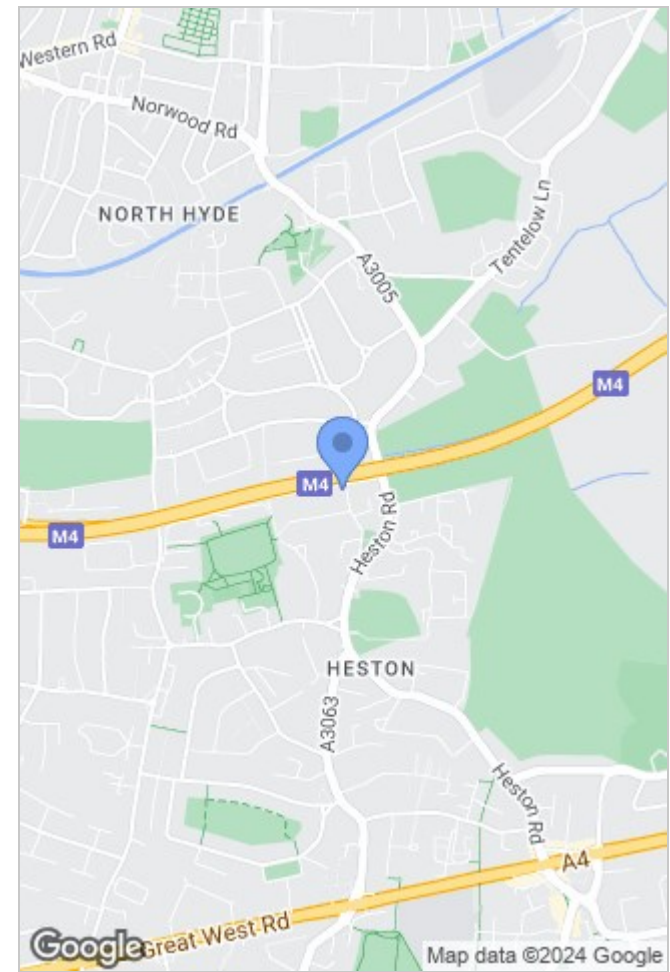 Western Rd
Norwood Rd
NORTH HYDE
Tentelow Ln
A3005
M4
M4
M4
Heston Rd
HESTON
A3063
Heston Rd
A4
Great West Rd
Google
Map data ©2024 Google